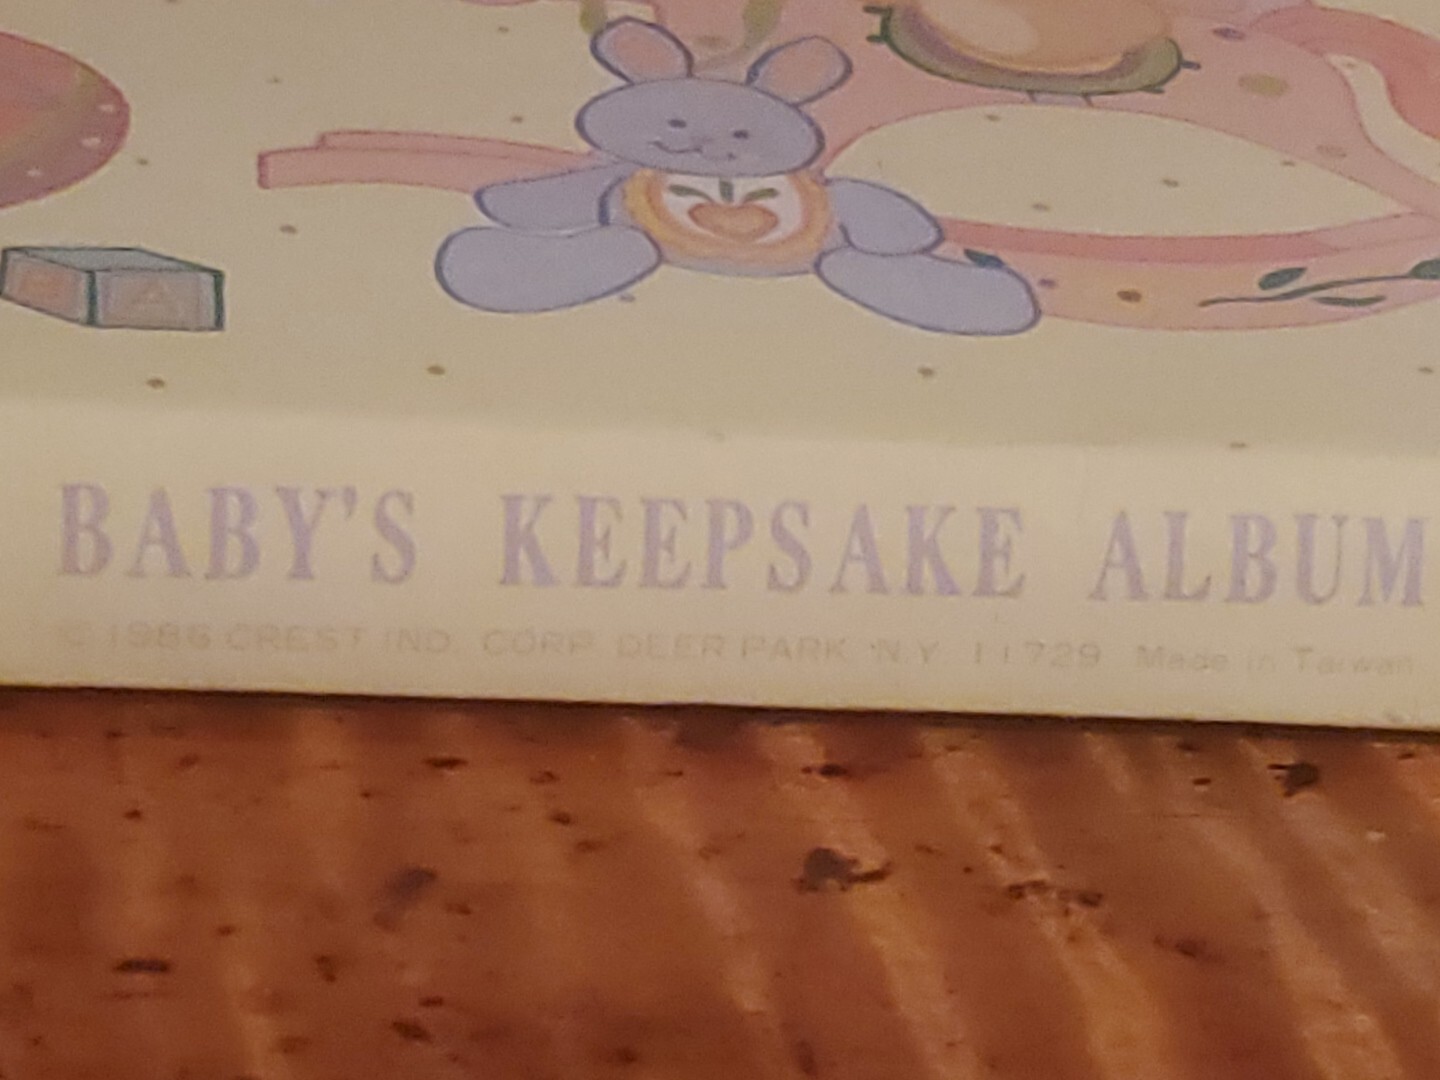 BABY'S KEEPSAKE ALBUM
© 1986 CREST IND. CORP DEER PARK N.Y. 11729 Made in Taiwan